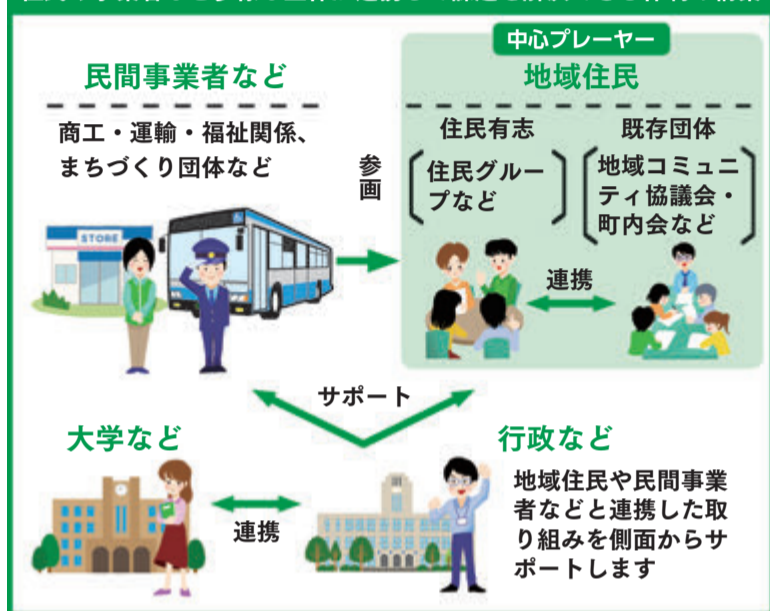 中心プレーヤー
民間事業者など
商工・運輸・福祉関係、
まちづくり団体など
参画
地域住民
住民有志
住民グルー
プなど
既存団体
地域コミュニ
ティ協議会・
町内会など
STORE
連携
サポート
大学など
連携
行政など
地域住民や民間事業
者などと連携した取
り組みを側面からサ
ポートします